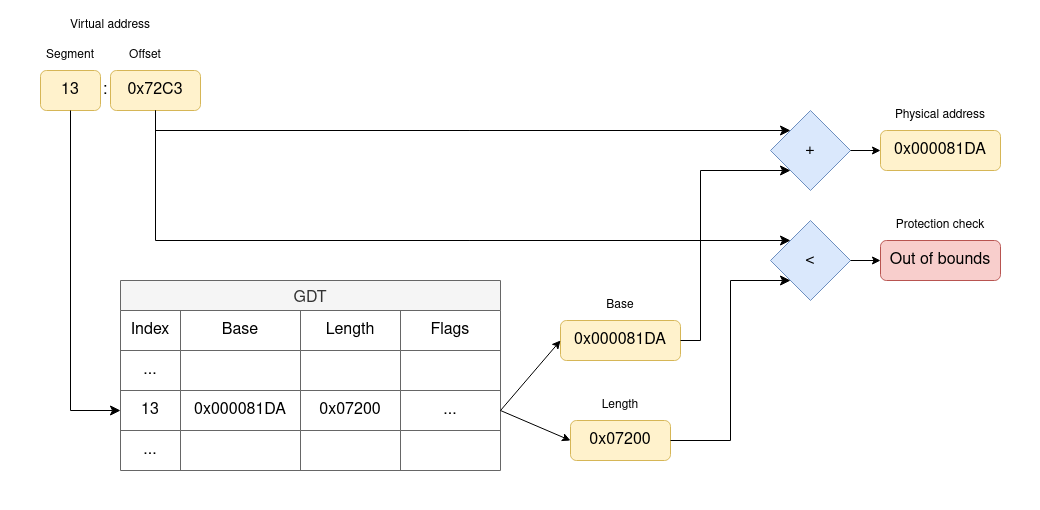 Virtual address
Segment Offset
13 : 0x72C3
Physical address
+ 0x000081DA
Protection check
< Out of bounds
GDT
Index Base Length Flags
...
13 0x000081DA 0x07200 ...
...
Base
0x000081DA
Length
0x07200